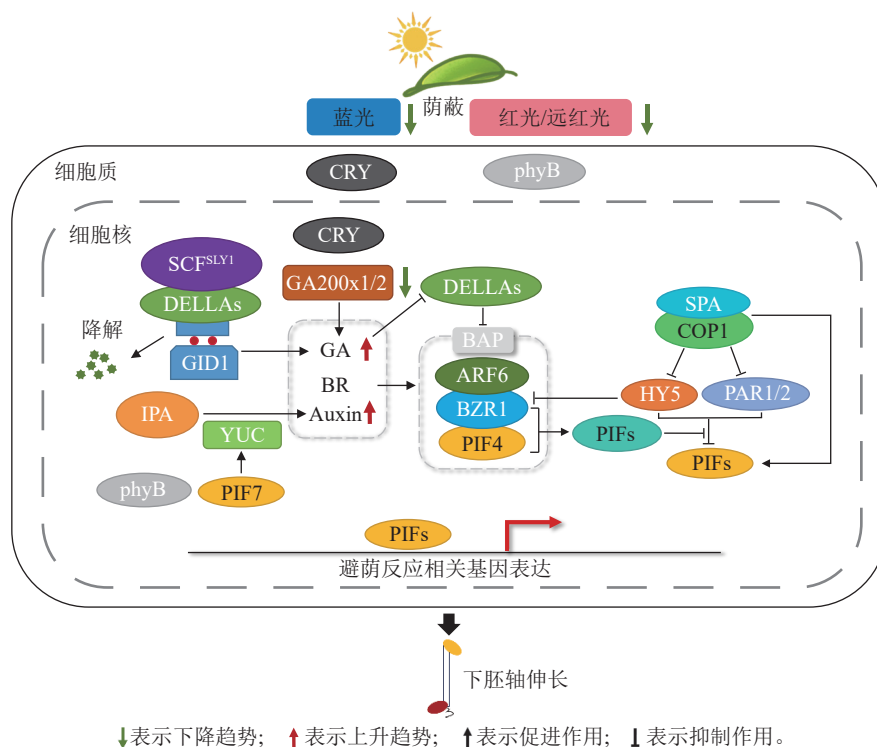 荫蔽
蓝光
红光/远红光
细胞质
CRY
phyB
细胞核
CRY
SCF^SLY1
GA200x1/2
DELLAs
DELLAs
SPA
COP1
降解
GID1
GA
BAP
BR
ARF6
HY5
PAR1/2
IPA
Auxin
BZR1
YUC
PIF4
PIFs
PIFs
phyB
PIF7
PIFs
避荫反应相关基因表达
下胚轴伸长
表示下降趋势; 表示上升趋势; 表示促进作用; 表示抑制作用。